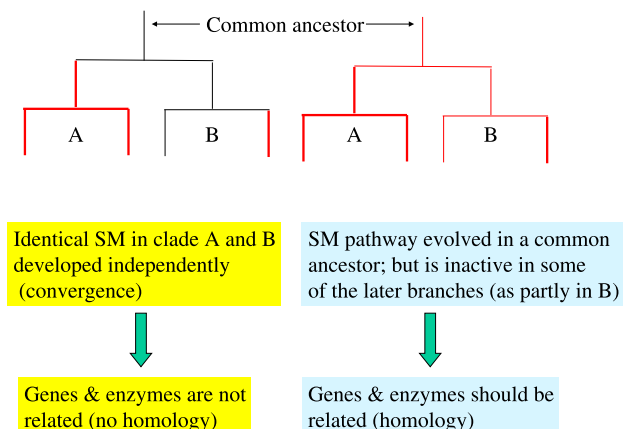 Common ancestor
A
B
A
B
Identical SM in clade A and B
developed independently
(convergence)
SM pathway evolved in a common
ancestor; but is inactive in some
of the later branches (as partly in B)
Genes & enzymes are not
related (no homology)
Genes & enzymes should be
related (homology)